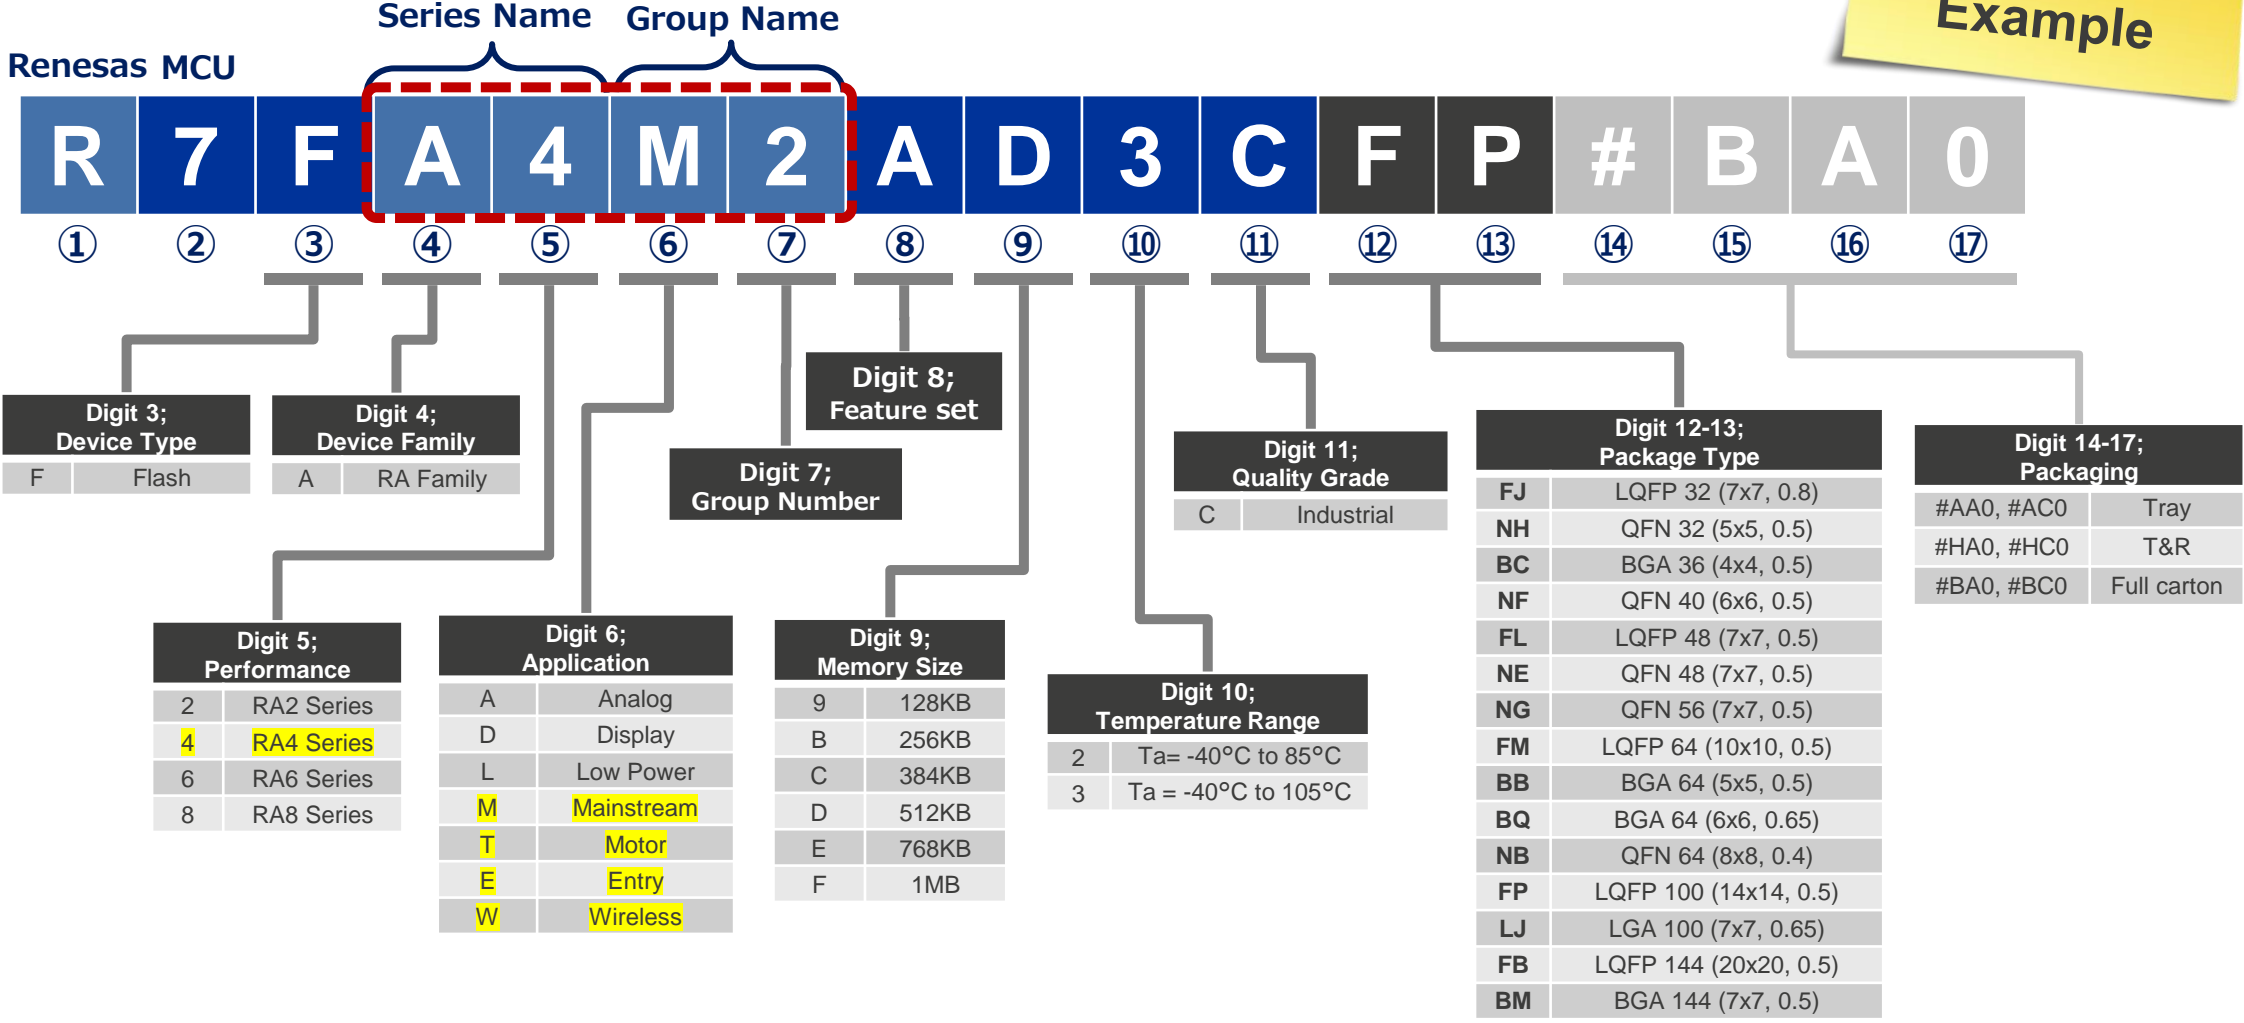 Series Name
Group Name
Example
Renesas MCU
R 7 F A 4 M 2 A D 3 C F P # B A 0
① ② ③ ④ ⑤ ⑥ ⑦ ⑧ ⑨ ⑩ ⑪ ⑫ ⑬ ⑭ ⑮ ⑯ ⑰
Digit 3;
Device Type
F Flash
Digit 4;
Device Family
A RA Family
Digit 5;
Performance
2 RA2 Series
4 RA4 Series
6 RA6 Series
8 RA8 Series
Digit 6;
Application
A Analog
D Display
L Low Power
M Mainstream
T Motor
E Entry
W Wireless
Digit 7;
Group Number
Digit 8;
Feature set
Digit 9;
Memory Size
9 128KB
B 256KB
C 384KB
D 512KB
E 768KB
F 1MB
Digit 10;
Temperature Range
2 Ta= -40°C to 85°C
3 Ta = -40°C to 105°C
Digit 11;
Quality Grade
C Industrial
Digit 12-13;
Package Type
FJ LQFP 32 (7x7, 0.8)
NH QFN 32 (5x5, 0.5)
BC BGA 36 (4x4, 0.5)
NF QFN 40 (6x6, 0.5)
FL LQFP 48 (7x7, 0.5)
NE QFN 48 (7x7, 0.5)
NG QFN 56 (7x7, 0.5)
FM LQFP 64 (10x10, 0.5)
BB BGA 64 (5x5, 0.5)
BQ BGA 64 (6x6, 0.65)
NB QFN 64 (8x8, 0.4)
FP LQFP 100 (14x14, 0.5)
LJ LGA 100 (7x7, 0.65)
FB LQFP 144 (20x20, 0.5)
BM BGA 144 (7x7, 0.5)
Digit 14-17;
Packaging
#AA0, #AC0 Tray
#HA0, #HC0 T&R
#BA0, #BC0 Full carton